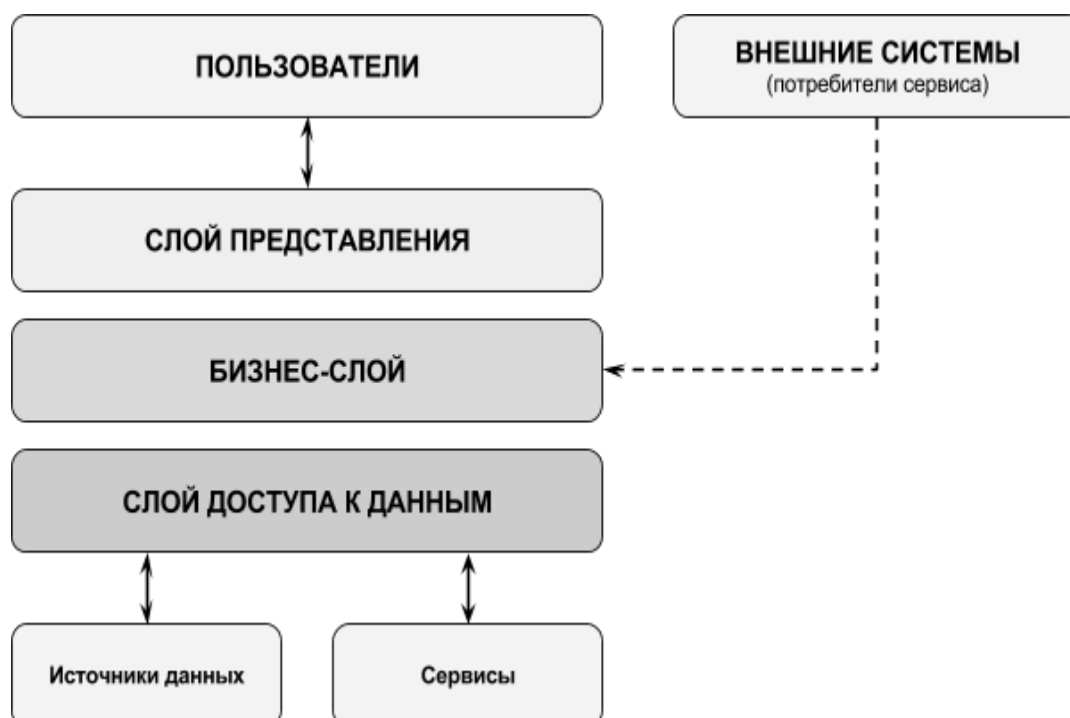 ПОЛЬЗОВАТЕЛИ
ВНЕШНИЕ СИСТЕМЫ
(потребители сервиса)
СЛОЙ ПРЕДСТАВЛЕНИЯ
БИЗНЕС-СЛОЙ
СЛОЙ ДОСТУПА К ДАННЫМ
Источники данных
Сервисы